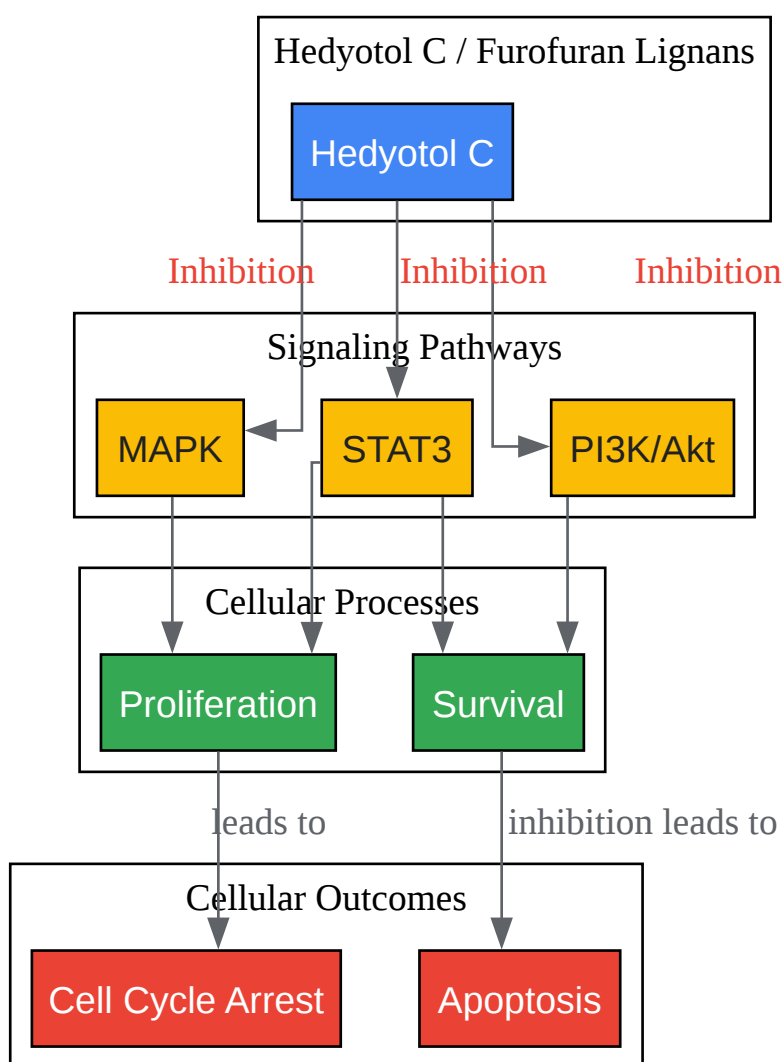 Hedyotol C / Furofuran Lignans
Hedyotol C
Inhibition
Inhibition
Inhibition
Signaling Pathways
MAPK
STAT3
PI3K/Akt
Cellular Processes
Proliferation
Survival
leads to
inhibition leads to
Cellular Outcomes
Cell Cycle Arrest
Apoptosis